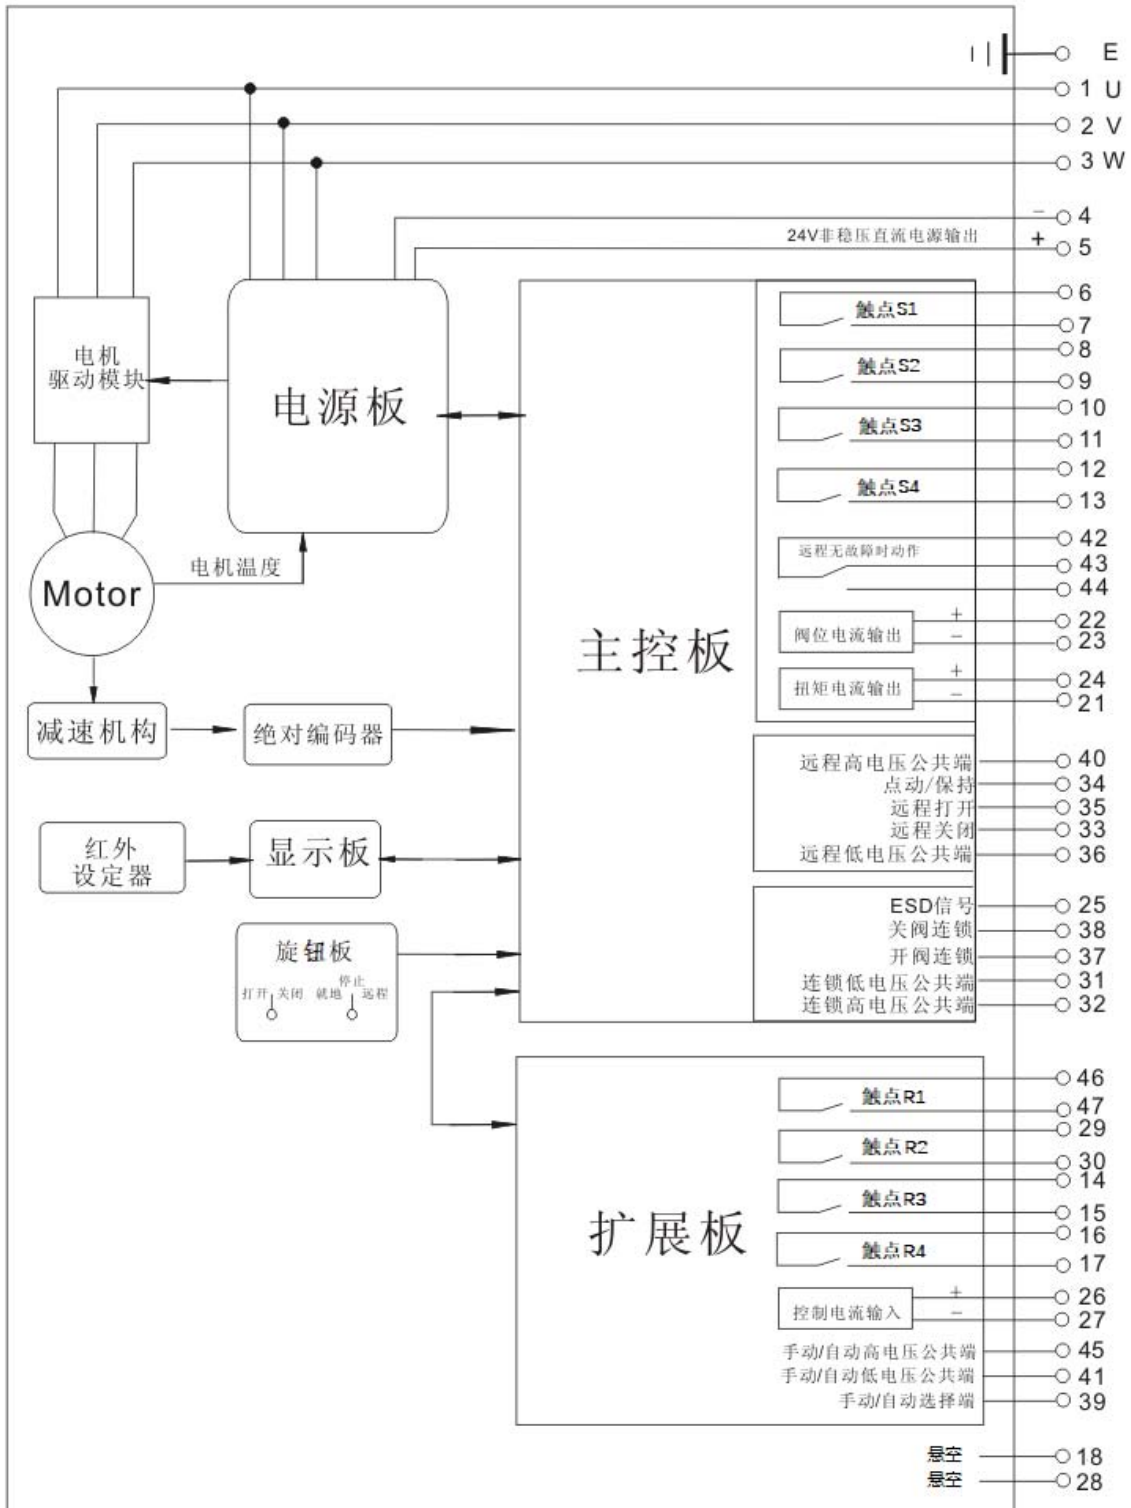 E
1 U
2 V
3 W
− 4
24V非稳压直流电源输出
+ 5
6
触点S1
7
8
触点S2
9
10
触点S3
11
12
触点S4
13
42
远程无故障时动作
43
44
+ 22
阀位电流输出
− 23
+ 24
扭矩电流输出
− 21
电机
驱动模块
电源板
Motor
电机温度
主控板
减速机构
绝对编码器
红外
设定器
显示板
旋钮板
停止
打开 关闭 就地 远程
远程高电压公共端 40
点动/保持 34
远程打开 35
远程关闭 33
远程低电压公共端 36
ESD信号 25
关阀连锁 38
开阀连锁 37
连锁低电压公共端 31
连锁高电压公共端 32
扩展板
46
触点R1
47
29
触点R2
30
14
触点R3
15
16
触点R4
17
+ 26
控制电流输入
− 27
手动/自动高电压公共端 45
手动/自动低电压公共端 41
手动/自动选择端 39
悬空 18
悬空 28